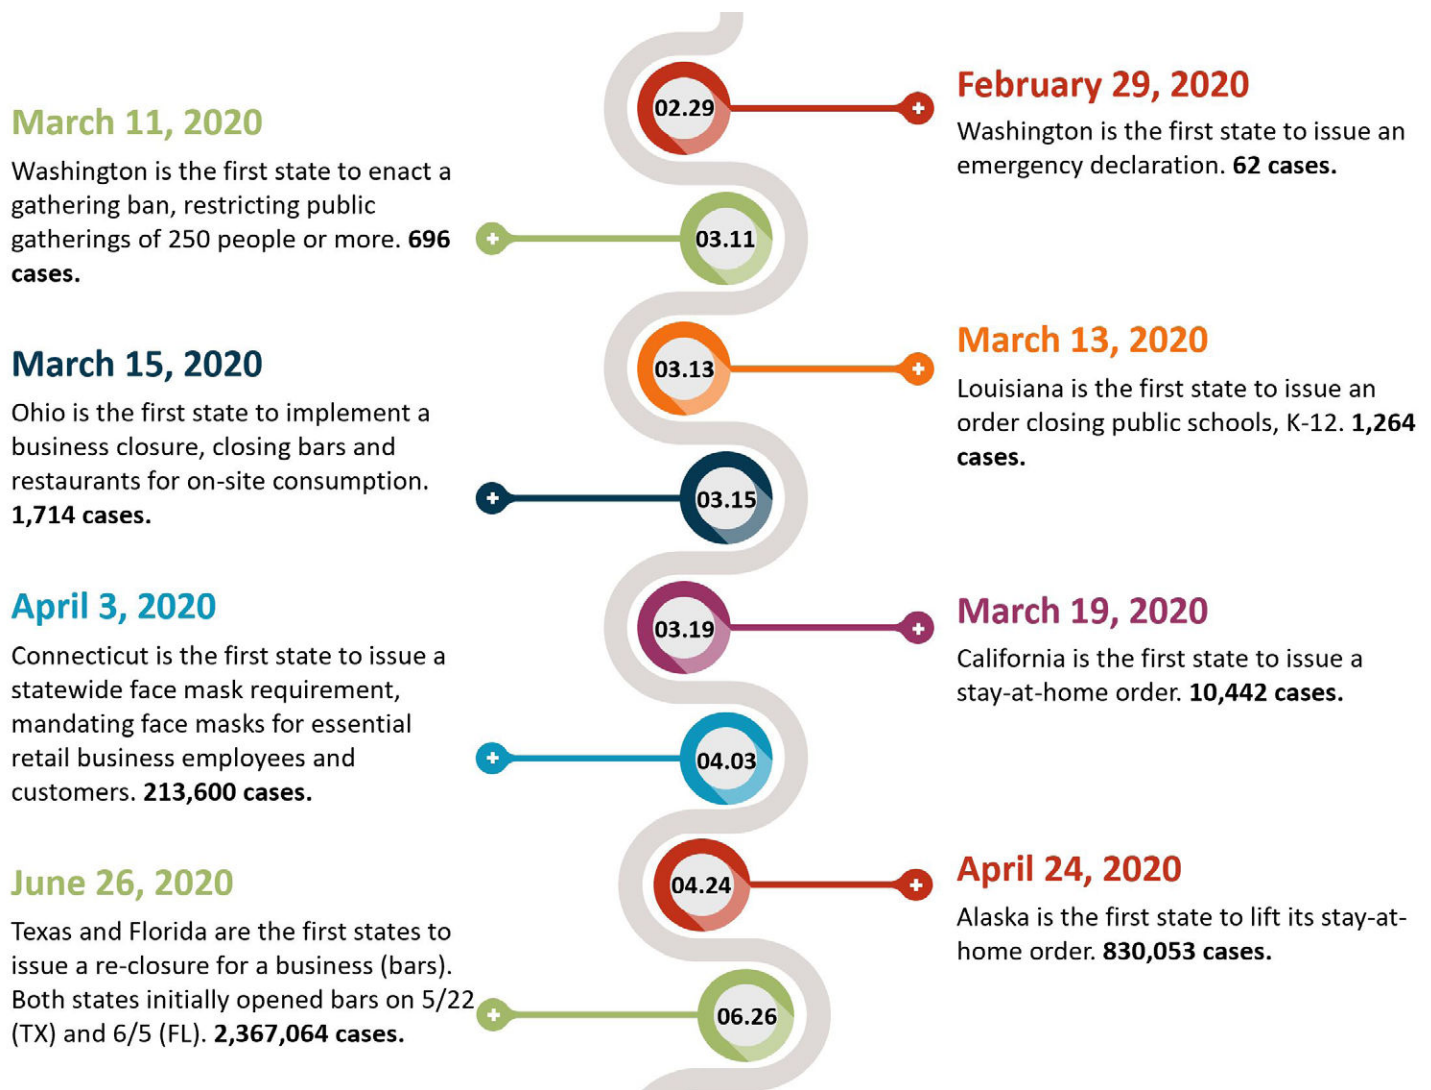 02.29
February 29, 2020
Washington is the first state to issue an
emergency declaration. 62 cases.
March 11, 2020
Washington is the first state to enact a
gathering ban, restricting public
gatherings of 250 people or more. 696
cases.
03.11
03.13
March 13, 2020
Louisiana is the first state to issue an
order closing public schools, K-12. 1,264
cases.
March 15, 2020
Ohio is the first state to implement a
business closure, closing bars and
restaurants for on-site consumption.
1,714 cases.
03.15
03.19
March 19, 2020
California is the first state to issue a
stay-at-home order. 10,442 cases.
April 3, 2020
Connecticut is the first state to issue a
statewide face mask requirement,
mandating face masks for essential
retail business employees and
customers. 213,600 cases.
04.03
04.24
April 24, 2020
Alaska is the first state to lift its stay-at-
home order. 830,053 cases.
June 26, 2020
Texas and Florida are the first states to
issue a re-closure for a business (bars).
Both states initially opened bars on 5/22
(TX) and 6/5 (FL). 2,367,064 cases.
06.26